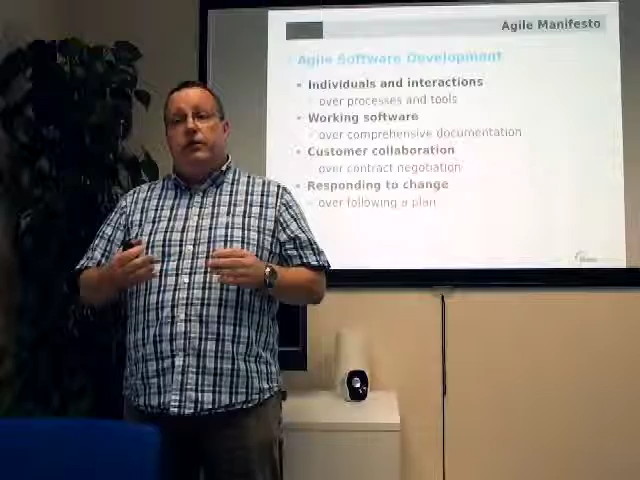 Agile Manifesto
Agile Software Development
Individuals and interactions
over processes and tools
Working software
over comprehensive documentation
Customer collaboration
over contract negotiation
Responding to change
over following a plan